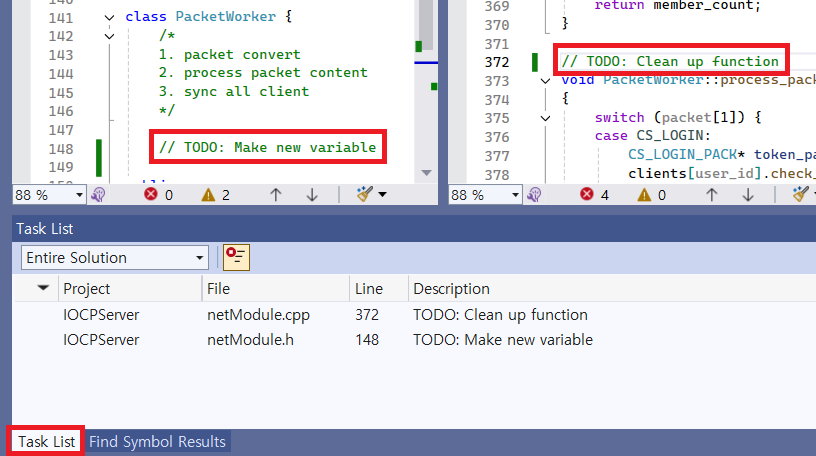 140
141 class PacketWorker {
142 /*
143 1. packet convert
144 2. process packet content
145 3. sync all client
146 */
147
148 // TODO: Make new variable
149
88 % 0 2
369 return member_count;
370 }
371
372 // TODO: Clean up function
373 void PacketWorker::process_pack
374 {
375 switch (packet[1]) {
376 case CS_LOGIN:
377 CS_LOGIN_PACK* token_pa
378 clients[user_id].check_
88 % 4 0
Task List
Entire Solution
Project File Line Description
IOCPServer netModule.cpp 372 TODO: Clean up function
IOCPServer netModule.h 148 TODO: Make new variable
Task List Find Symbol Results